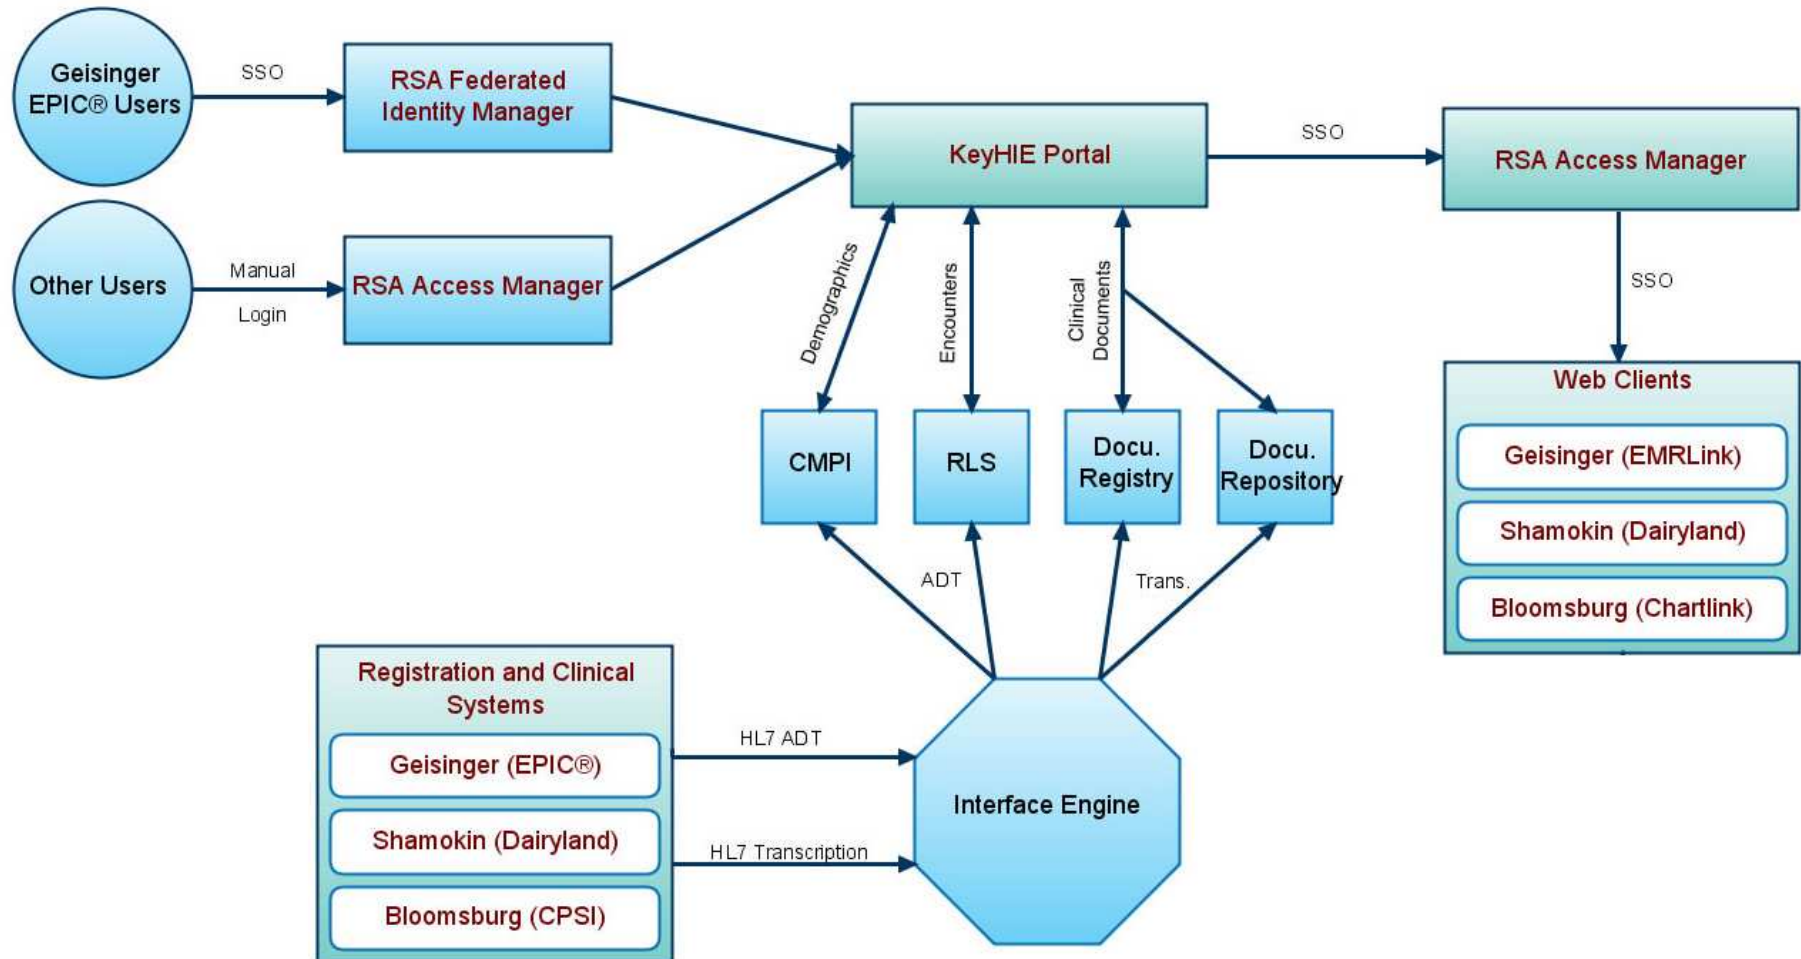 Geisinger
EPIC® Users
SSO
RSA Federated
Identity Manager
KeyHIE Portal
SSO
RSA Access Manager
Other Users
Manual
Login
RSA Access Manager
Demographics
Encounters
Clinical
Documents
SSO
CMPI
RLS
Docu.
Registry
Docu.
Repository
Web Clients
Geisinger (EMRLink)
Shamokin (Dairyland)
Bloomsburg (Chartlink)
ADT
Trans.
Registration and Clinical
Systems
Geisinger (EPIC®)
Shamokin (Dairyland)
Bloomsburg (CPSI)
HL7 ADT
HL7 Transcription
Interface Engine